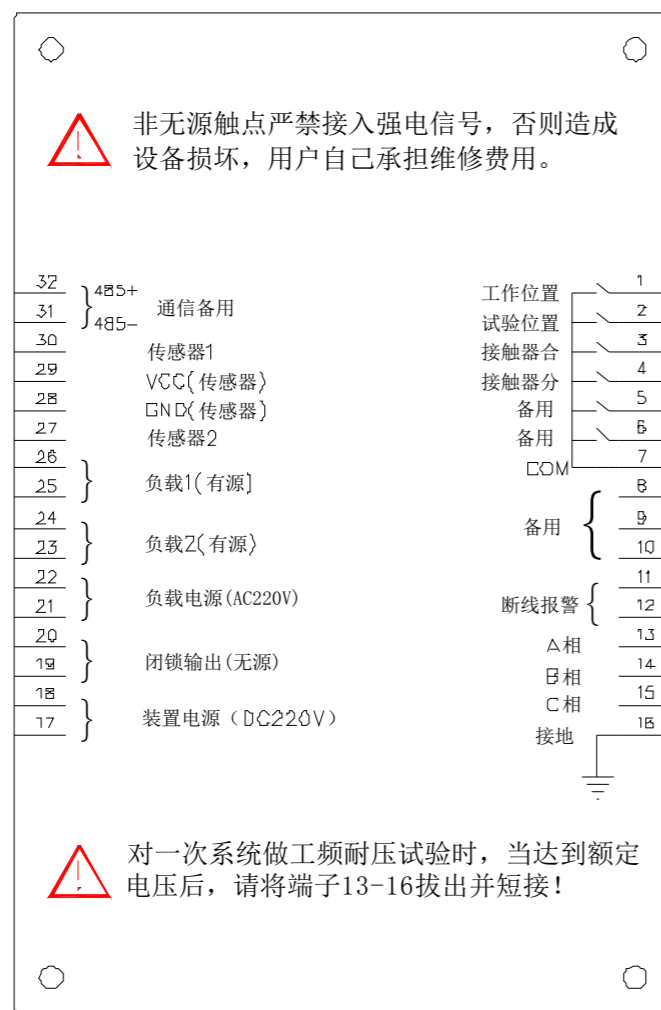 非无源触点严禁接入强电信号，否则造成
设备损坏，用户自己承担维修费用。
32
485+
31
485-
通信备用
30
传感器1
29
VCC(传感器)
28
GND(传感器)
27
传感器2
26
25
负载1(有源)
24
23
负载2(有源)
22
21
负载电源(AC220V)
20
19
闭锁输出(无源)
18
17
装置电源（DC220V）
工作位置
1
试验位置
2
接触器合
3
接触器分
4
备用
5
备用
6
COM
7
8
备用
9
10
11
断线报警
12
A相
13
B相
14
C相
15
接地
16
对一次系统做工频耐压试验时，当达到额定
电压后，请将端子13-16拔出并短接！